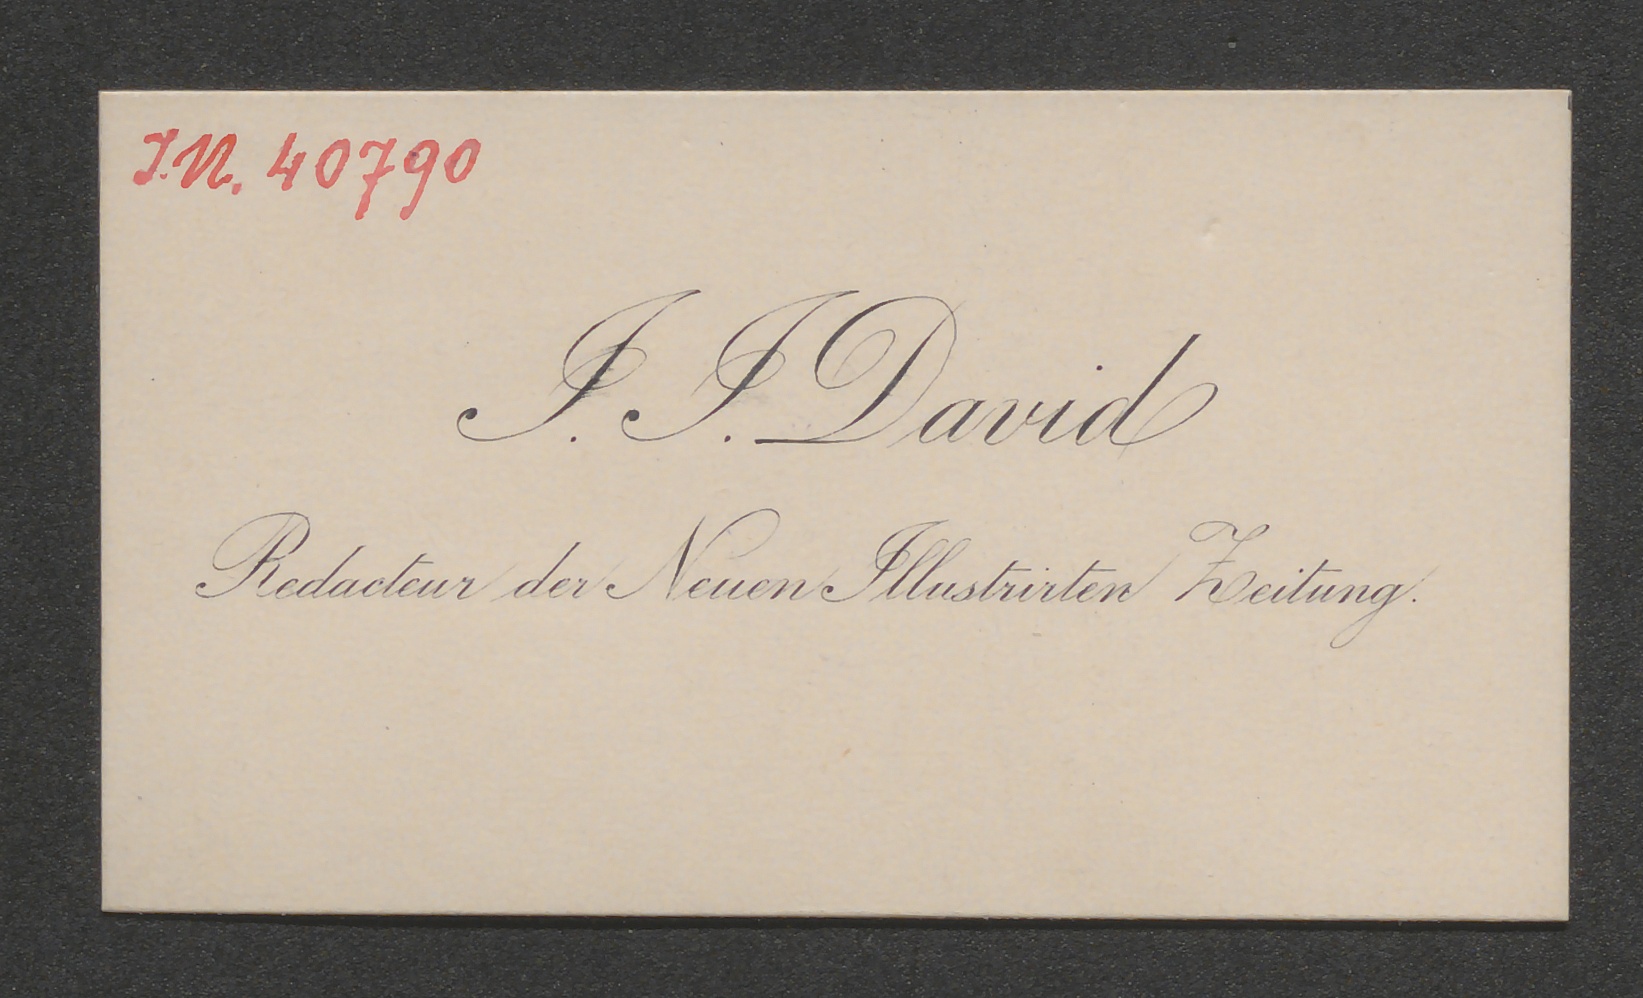 I.N. 40790
J. J. David
Redacteur der Neuen Illustrirten Zeitung.